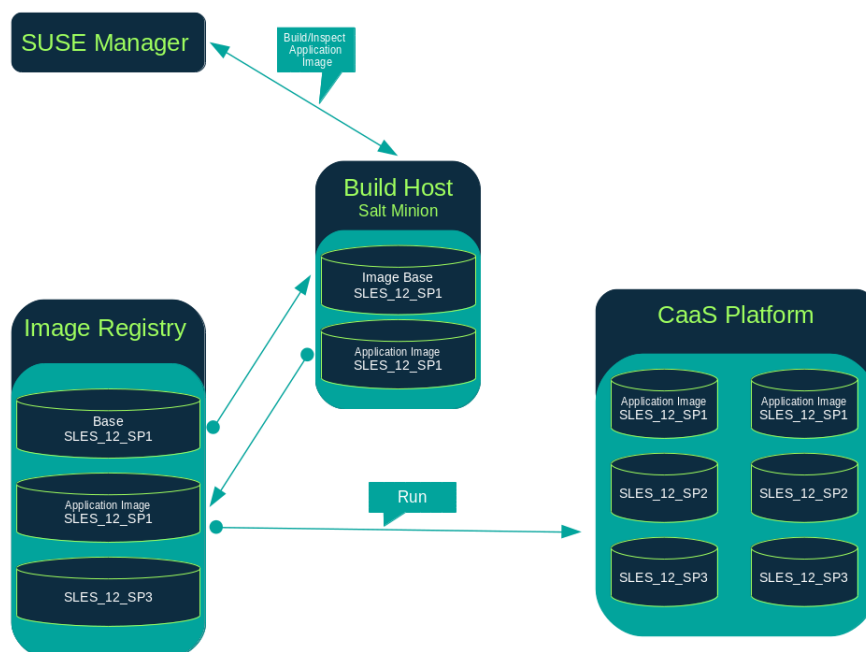 SUSE Manager
Build/Inspect
Application
Image
Build Host
Salt Minion
Image Base
SLES_12_SP1
Application Image
SLES_12_SP1
Image Registry
Base
SLES_12_SP1
Application Image
SLES_12_SP1
SLES_12_SP3
Run
CaaS Platform
Application Image
SLES_12_SP1
Application Image
SLES_12_SP1
SLES_12_SP2
SLES_12_SP2
SLES_12_SP3
SLES_12_SP3